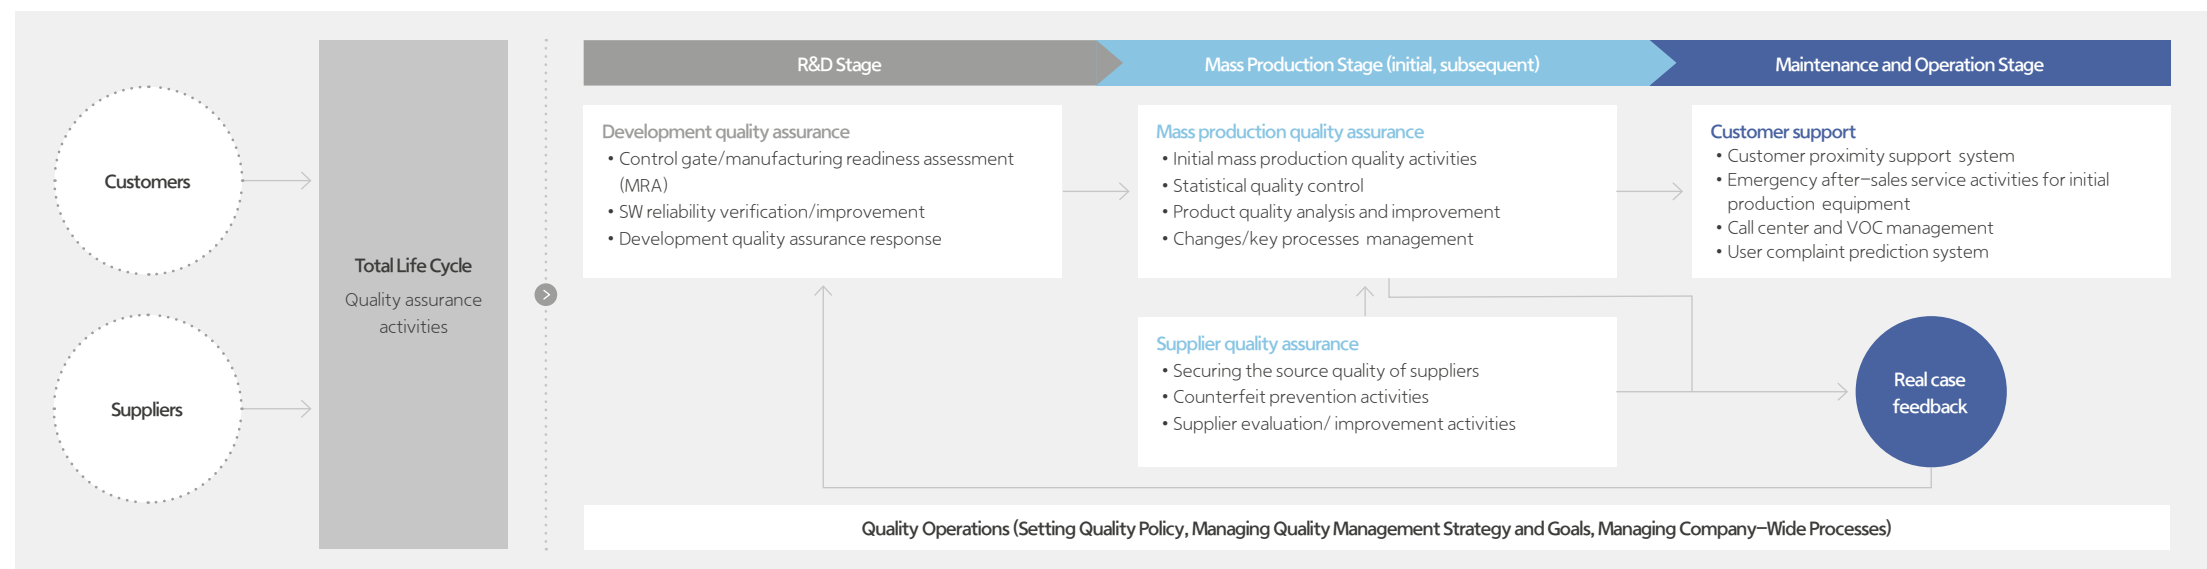 Customers
Suppliers
Total Life Cycle
Quality assurance
activities
R&D Stage
Mass Production Stage (initial, subsequent)
Maintenance and Operation Stage
Development quality assurance
• Control gate/manufacturing readiness assessment
(MRA)
• SW reliability verification/improvement
• Development quality assurance response
Mass production quality assurance
• Initial mass production quality activities
• Statistical quality control
• Product quality analysis and improvement
• Changes/key processes management
Customer support
• Customer proximity support system
• Emergency after-sales service activities for initial
production equipment
• Call center and VOC management
• User complaint prediction system
Supplier quality assurance
• Securing the source quality of suppliers
• Counterfeit prevention activities
• Supplier evaluation/ improvement activities
Real case
feedback
Quality Operations (Setting Quality Policy, Managing Quality Management Strategy and Goals, Managing Company-Wide Processes)